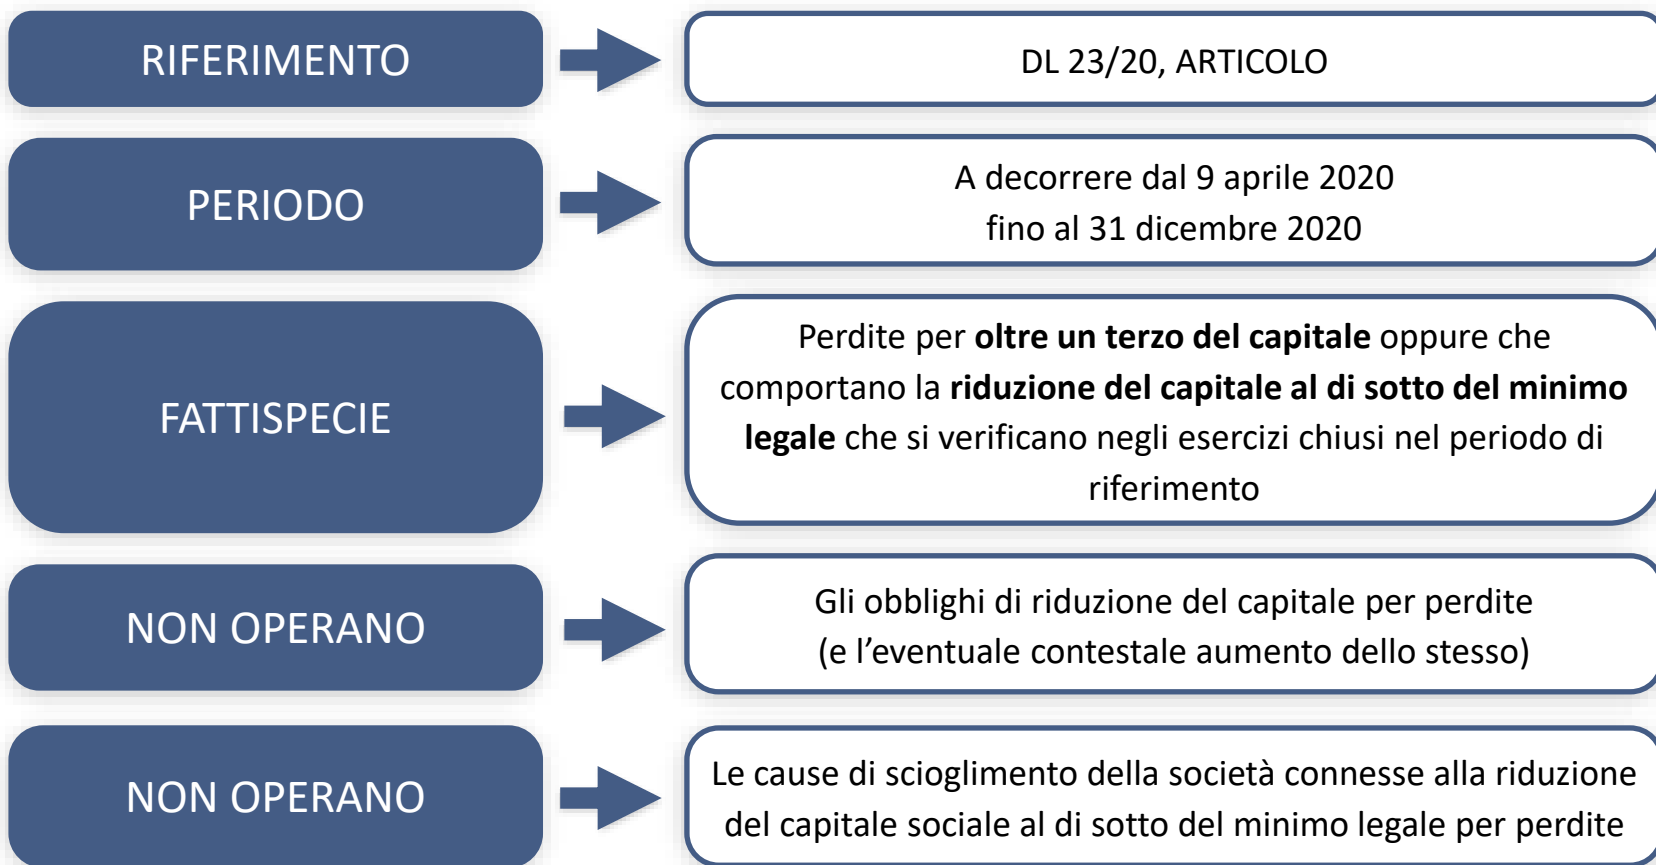 RIFERIMENTO
DL 23/20, ARTICOLO
PERIODO
A decorrere dal 9 aprile 2020
fino al 31 dicembre 2020
FATTISPECIE
Perdite per oltre un terzo del capitale oppure che
comportano la riduzione del capitale al di sotto del minimo
legale che si verificano negli esercizi chiusi nel periodo di
riferimento
NON OPERANO
Gli obblighi di riduzione del capitale per perdite
(e l'eventuale contestale aumento dello stesso)
NON OPERANO
Le cause di scioglimento della società connesse alla riduzione
del capitale sociale al di sotto del minimo legale per perdite